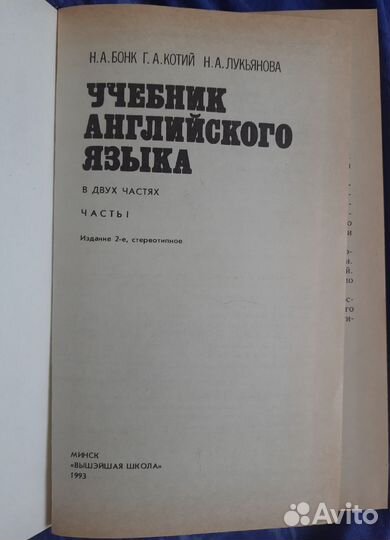 Н. А. БОНК Г. А. КОТИЙ Н. А. ЛУКЬЯНОВА
УЧЕБНИК
АНГЛИЙСКОГО
ЯЗЫКА
В ДВУХ ЧАСТЯХ
ЧАСТЬ I
Издание 2-е, стереотипное
МИНСК
«ВЫШЭЙШАЯ ШКОЛА»
1993
Avito